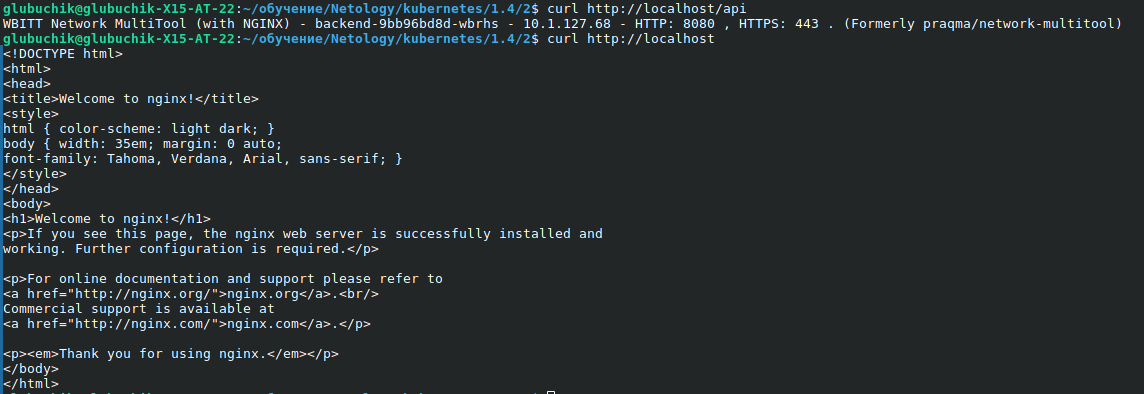 glubuchik@glubuchik-X15-AT-22:~/обучение/Netology/kubernetes/1.4/2$ curl http://localhost/api
WBITT Network MultiTool (with NGINX) - backend-9bb96bd8d-wbrhs - 10.1.127.68 - HTTP: 8080 , HTTPS: 443 . (Formerly praqma/network-multitool)
glubuchik@glubuchik-X15-AT-22:~/обучение/Netology/kubernetes/1.4/2$ curl http://localhost
<!DOCTYPE html>
<html>
<head>
<title>Welcome to nginx!</title>
<style>
html { color-scheme: light dark; }
body { width: 35em; margin: 0 auto;
font-family: Tahoma, Verdana, Arial, sans-serif; }
</style>
</head>
<body>
<h1>Welcome to nginx!</h1>
<p>If you see this page, the nginx web server is successfully installed and
working. Further configuration is required.</p>

<p>For online documentation and support please refer to
<a href="http://nginx.org/">nginx.org</a>.<br/>
Commercial support is available at
<a href="http://nginx.com/">nginx.com</a>.</p>

<p><em>Thank you for using nginx.</em></p>
</body>
</html>